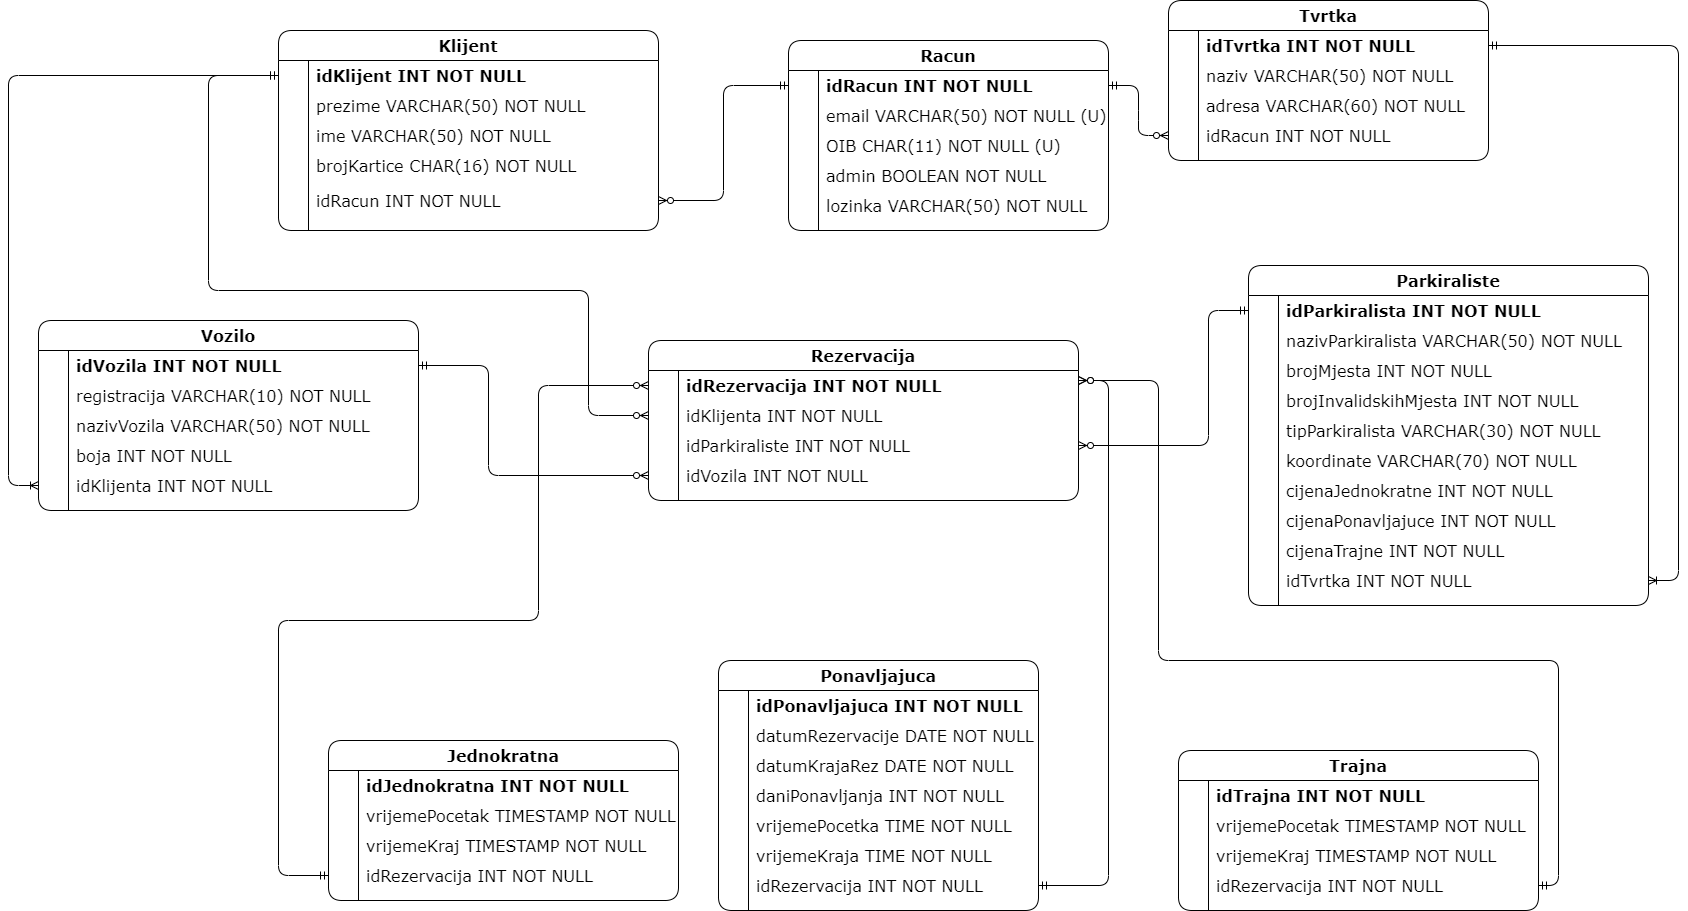 Klijent
idKlijent INT NOT NULL
prezime VARCHAR(50) NOT NULL
ime VARCHAR(50) NOT NULL
brojKartice CHAR(16) NOT NULL
idRacun INT NOT NULL
Racun
idRacun INT NOT NULL
email VARCHAR(50) NOT NULL (U)
OIB CHAR(11) NOT NULL (U)
admin BOOLEAN NOT NULL
lozinka VARCHAR(50) NOT NULL
Tvrtka
idTvrtka INT NOT NULL
naziv VARCHAR(50) NOT NULL
adresa VARCHAR(60) NOT NULL
idRacun INT NOT NULL
Vozilo
idVozila INT NOT NULL
registracija VARCHAR(10) NOT NULL
nazivVozila VARCHAR(50) NOT NULL
boja INT NOT NULL
idKlijenta INT NOT NULL
Rezervacija
idRezervacija INT NOT NULL
idKlijenta INT NOT NULL
idParkiraliste INT NOT NULL
idVozila INT NOT NULL
Parkiraliste
idParkiralista INT NOT NULL
nazivParkiralista VARCHAR(50) NOT NULL
brojMjesta INT NOT NULL
brojInvalidskihMjesta INT NOT NULL
tipParkiralista VARCHAR(30) NOT NULL
koordinate VARCHAR(70) NOT NULL
cijenaJednokratne INT NOT NULL
cijenaPonavljajuce INT NOT NULL
cijenaTrajne INT NOT NULL
idTvrtka INT NOT NULL
Jednokratna
idJednokratna INT NOT NULL
vrijemePocetak TIMESTAMP NOT NULL
vrijemeKraj TIMESTAMP NOT NULL
idRezervacija INT NOT NULL
Ponavljajuca
idPonavljajuca INT NOT NULL
datumRezervacije DATE NOT NULL
datumKrajaRez DATE NOT NULL
daniPonavljanja INT NOT NULL
vrijemePocetka TIME NOT NULL
vrijemeKraja TIME NOT NULL
idRezervacija INT NOT NULL
Trajna
idTrajna INT NOT NULL
vrijemePocetak TIMESTAMP NOT NULL
vrijemeKraj TIMESTAMP NOT NULL
idRezervacija INT NOT NULL